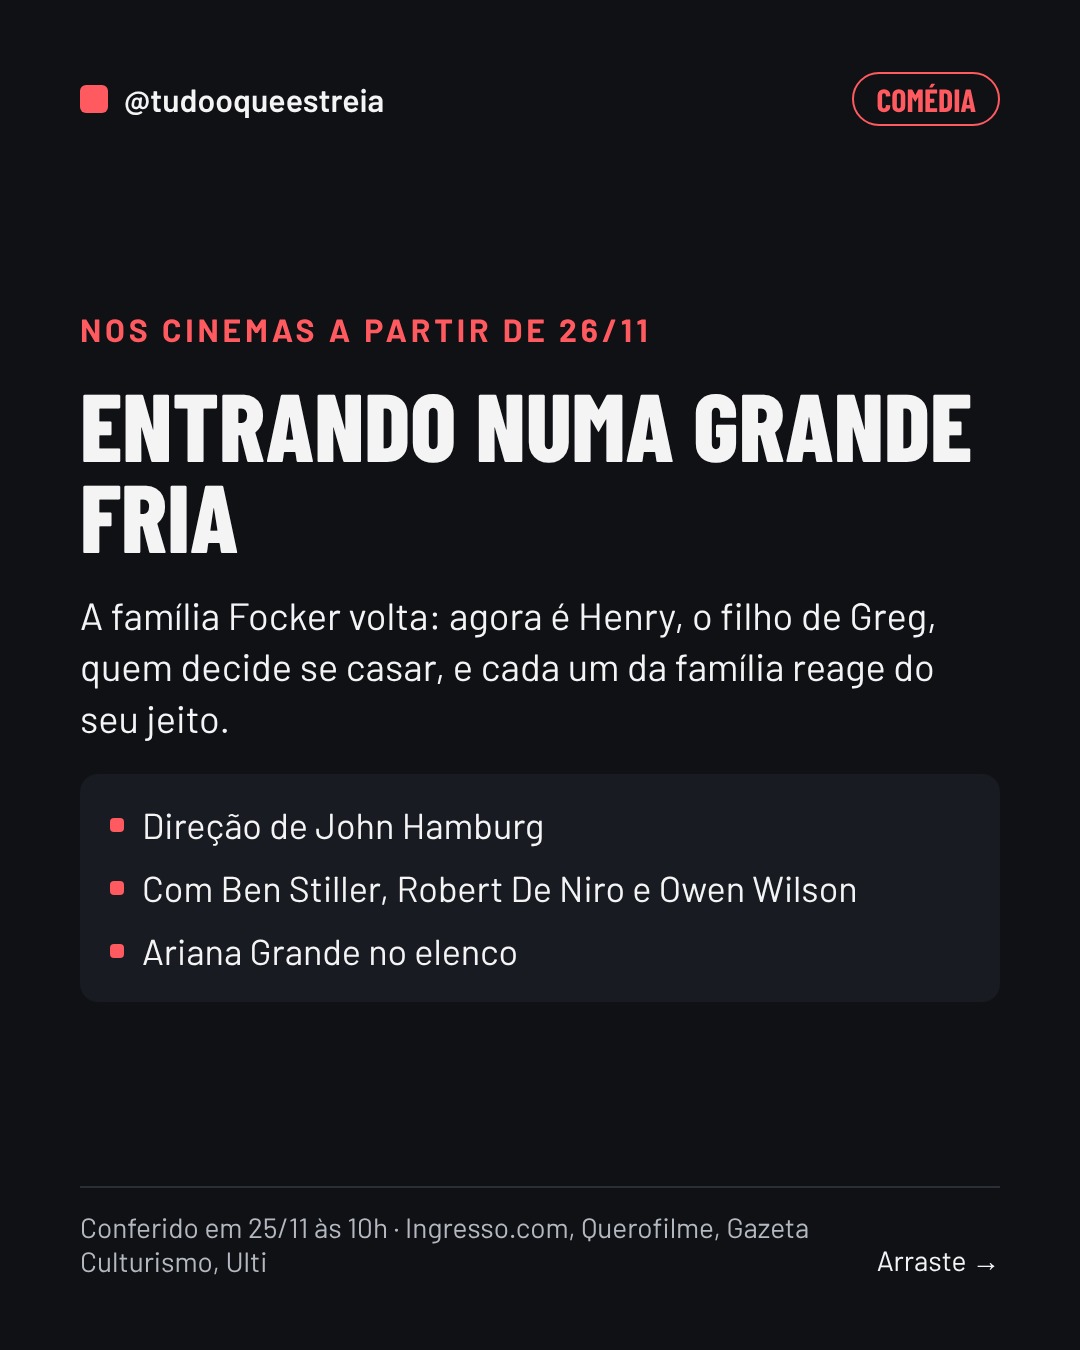 @tudooqueestreia
COMÉDIA
NOS CINEMAS A PARTIR DE 26/11
ENTRANDO NUMA GRANDE
FRIA
A família Focker volta: agora é Henry, o filho de Greg,
quem decide se casar, e cada um da família reage do
seu jeito.
Direção de John Hamburg
Com Ben Stiller, Robert De Niro e Owen Wilson
Ariana Grande no elenco
Conferido em 25/11 às 10h · Ingresso.com, Querofilme, Gazeta
Culturismo, Ulti
Arraste →